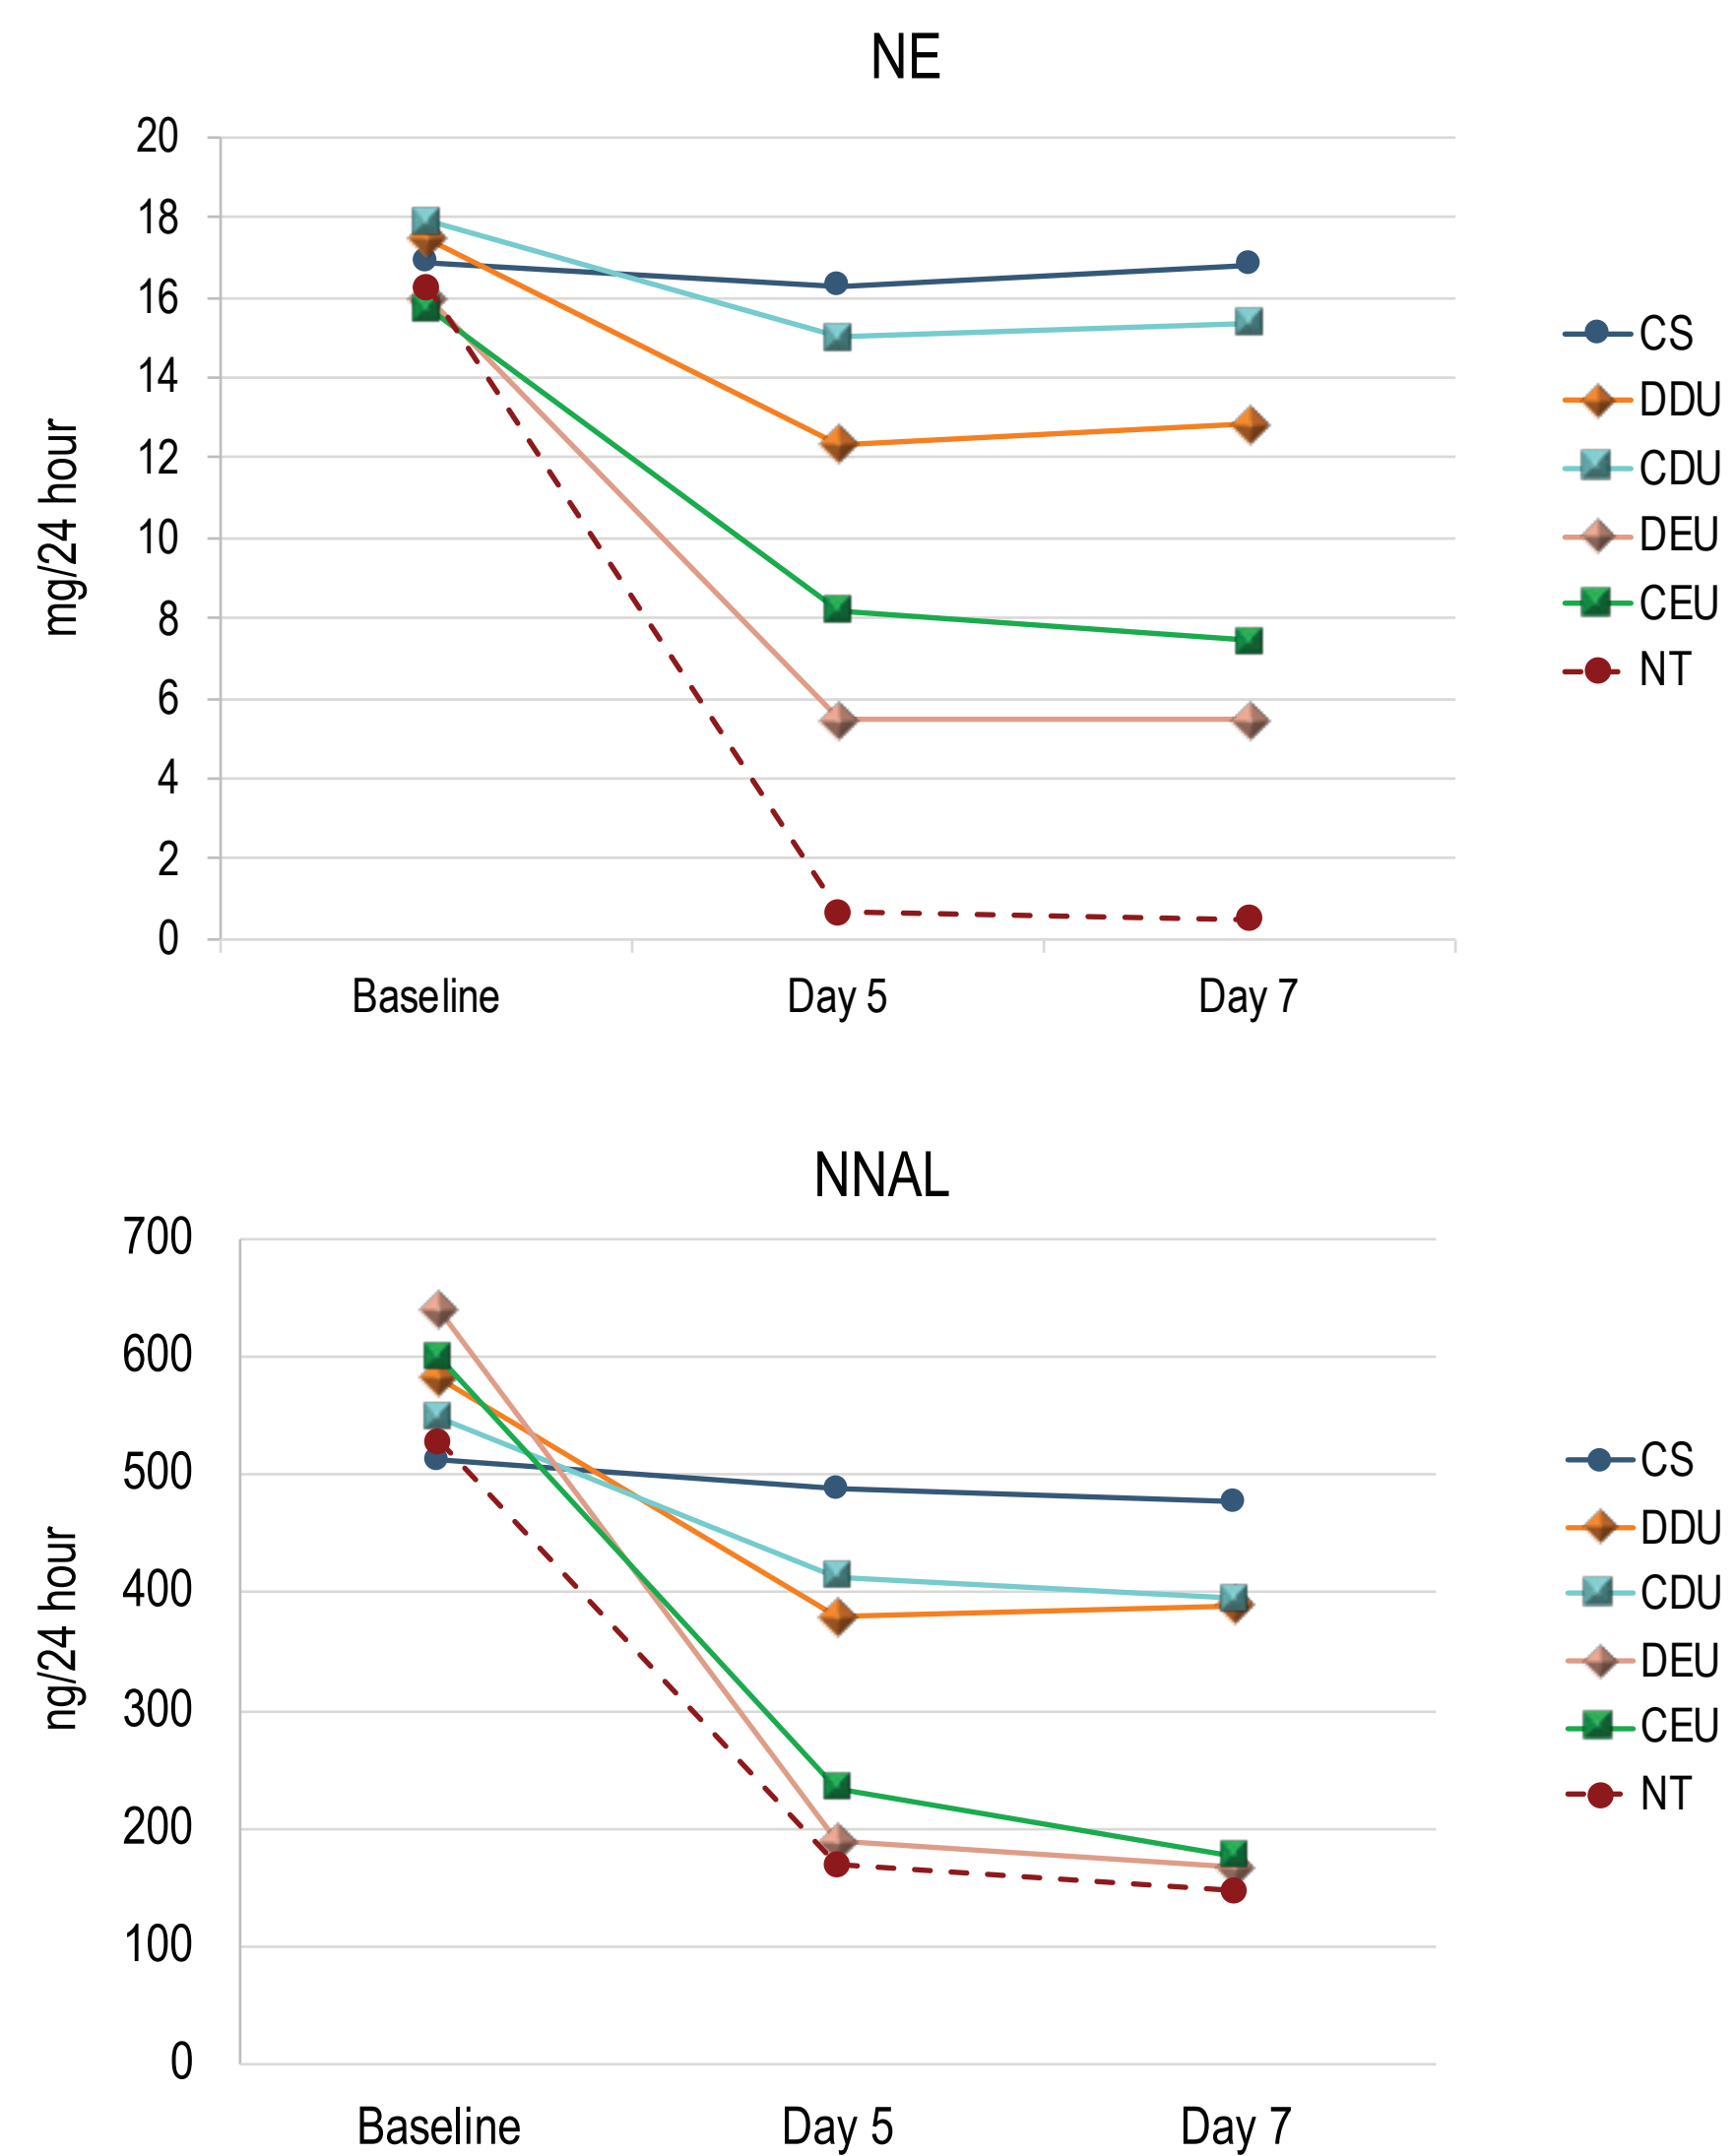 NE
20
18
16
14
12
10
8
6
4
2
0
mg/24 hour
Baseline
Day 5
Day 7
CS
DDU
CDU
DEU
CEU
NT
NNAL
700
600
500
400
300
200
100
0
ng/24 hour
Baseline
Day 5
Day 7
CS
DDU
CDU
DEU
CEU
NT